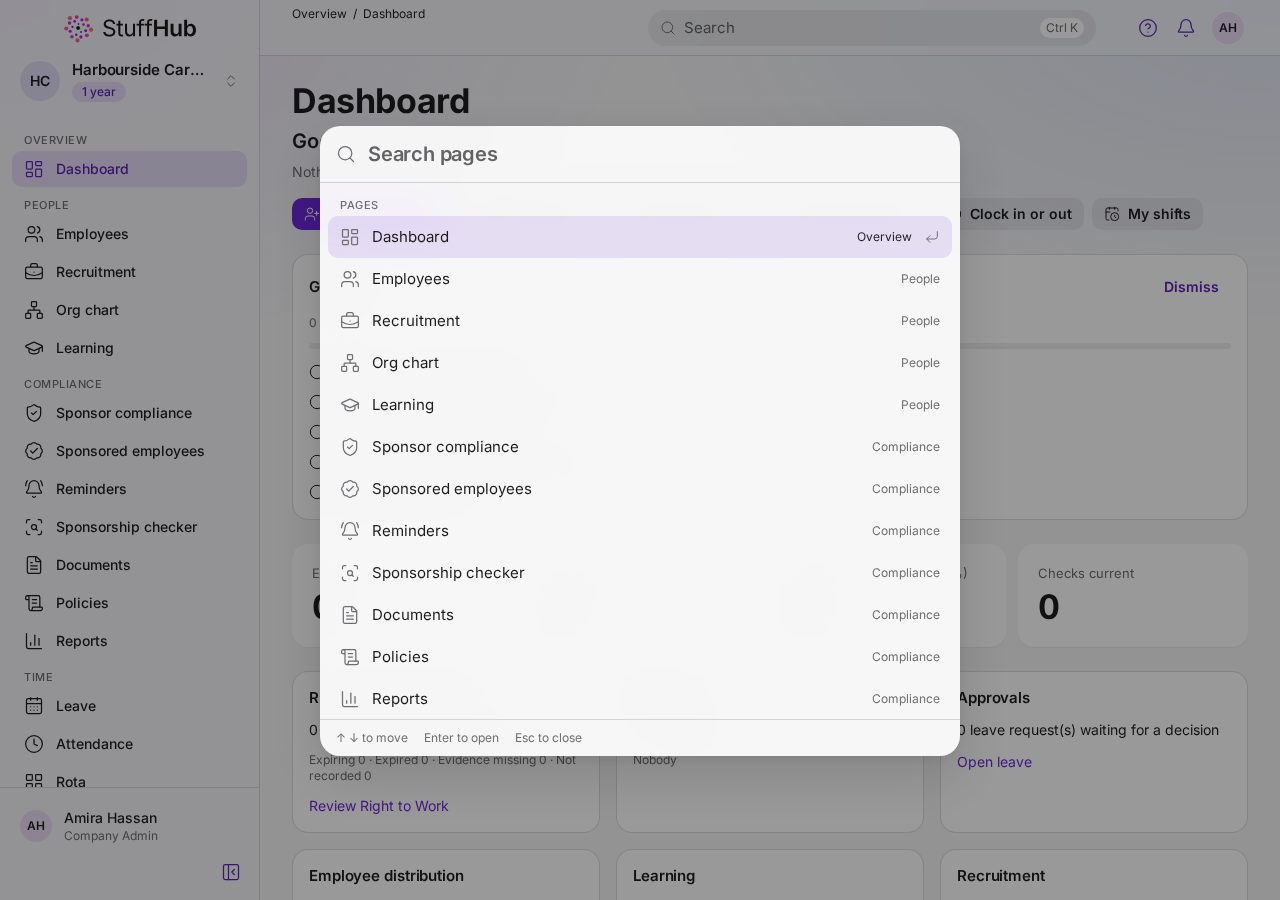 StuffHub
HC
Harbourside Car...
1 year
OVERVIEW
Dashboard
PEOPLE
Employees
Recruitment
Org chart
Learning
COMPLIANCE
Sponsor compliance
Sponsored employees
Reminders
Sponsorship checker
Documents
Policies
Reports
TIME
Leave
Attendance
Rota
AH
Amira Hassan
Company Admin
Overview / Dashboard
Search
Ctrl K
AH
Dashboard
Clock in or out
My shifts
Dismiss
Search pages
PAGES
Dashboard Overview
Employees People
Recruitment People
Org chart People
Learning People
Sponsor compliance Compliance
Sponsored employees Compliance
Reminders Compliance
Sponsorship checker Compliance
Documents Compliance
Policies Compliance
Reports Compliance
↑ ↓ to move Enter to open Esc to close
Checks current
0
Expiring 0 · Expired 0 · Evidence missing 0 · Not
recorded 0
Review Right to Work
Nobody
Approvals
0 leave request(s) waiting for a decision
Open leave
Employee distribution
Learning
Recruitment